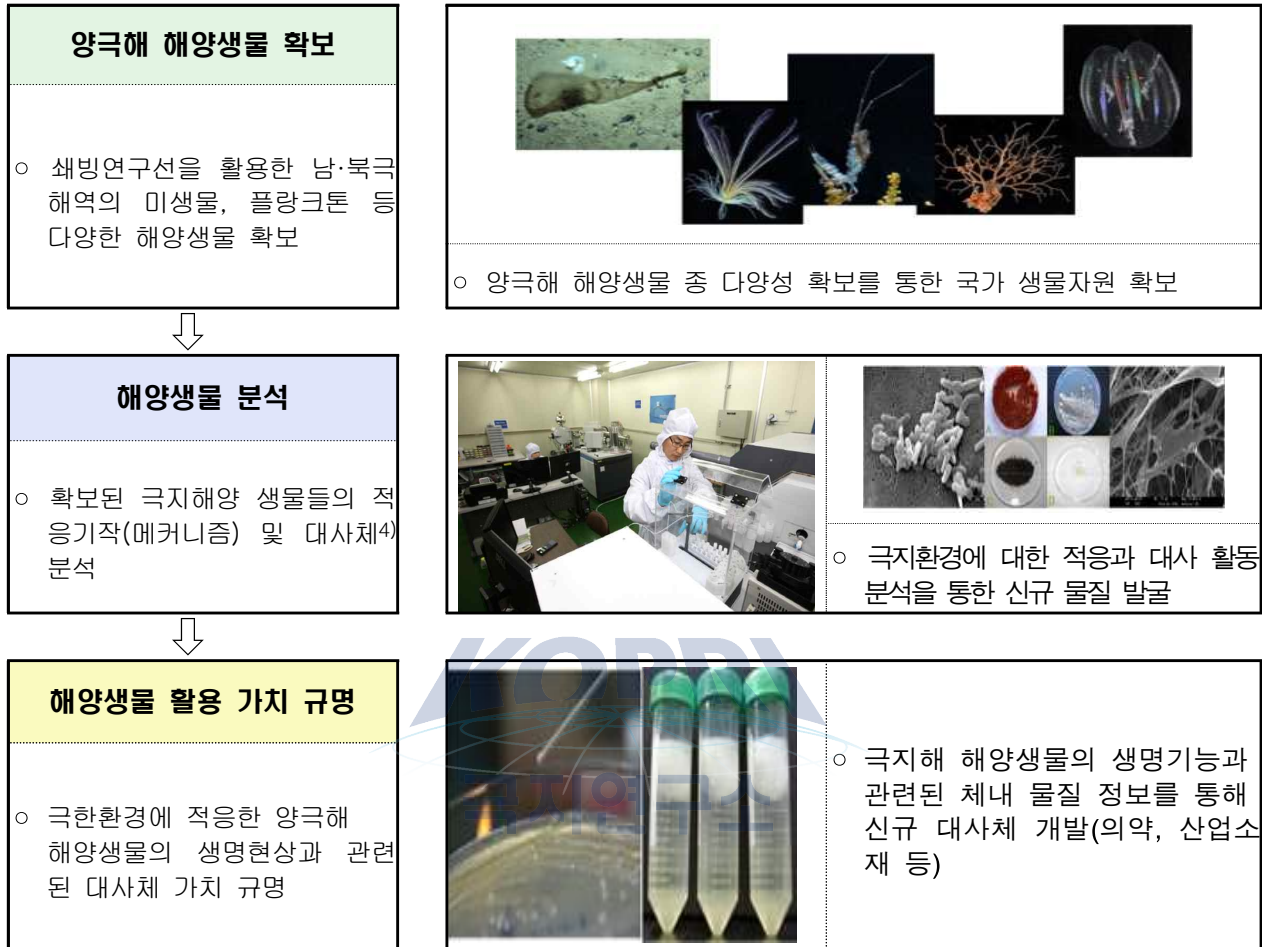 양극해 해양생물 확보
○ 쇄빙연구선을 활용한 남·북극
해역의 미생물, 플랑크톤 등
다양한 해양생물 확보
○ 양극해 해양생물 종 다양성 확보를 통한 국가 생물자원 확보
해양생물 분석
○ 확보된 극지해양 생물들의 적
응기작(메커니즘) 및 대사체4)
분석
○ 극지환경에 대한 적응과 대사 활동
분석을 통한 신규 물질 발굴
해양생물 활용 가치 규명
○ 극한환경에 적응한 양극해
해양생물의 생명현상과 관련
된 대사체 가치 규명
○ 극지해 해양생물의 생명기능과
관련된 체내 물질 정보를 통해
신규 대사체 개발(의약, 산업소
재 등)
KOPRI
극지연구소